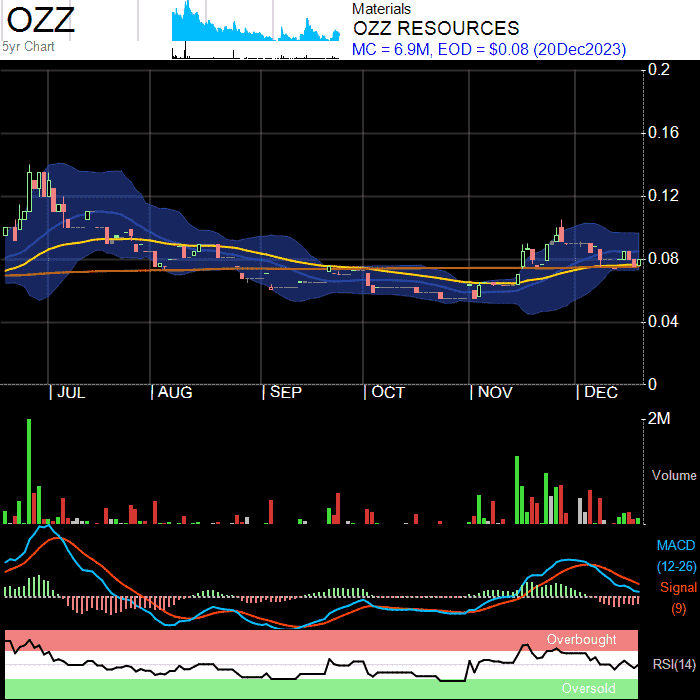 OZZ
5yr Chart
Materials
OZZ RESOURCES
MC = 6.9M, EOD = $0.08 (20Dec2023)
0.2
0.16
0.12
0.08
0.04
0
| JUL | AUG | SEP | OCT | NOV | DEC
2M
Volume
MACD
(12-26)
Signal
(9)
Overbought
RSI(14)
Oversold